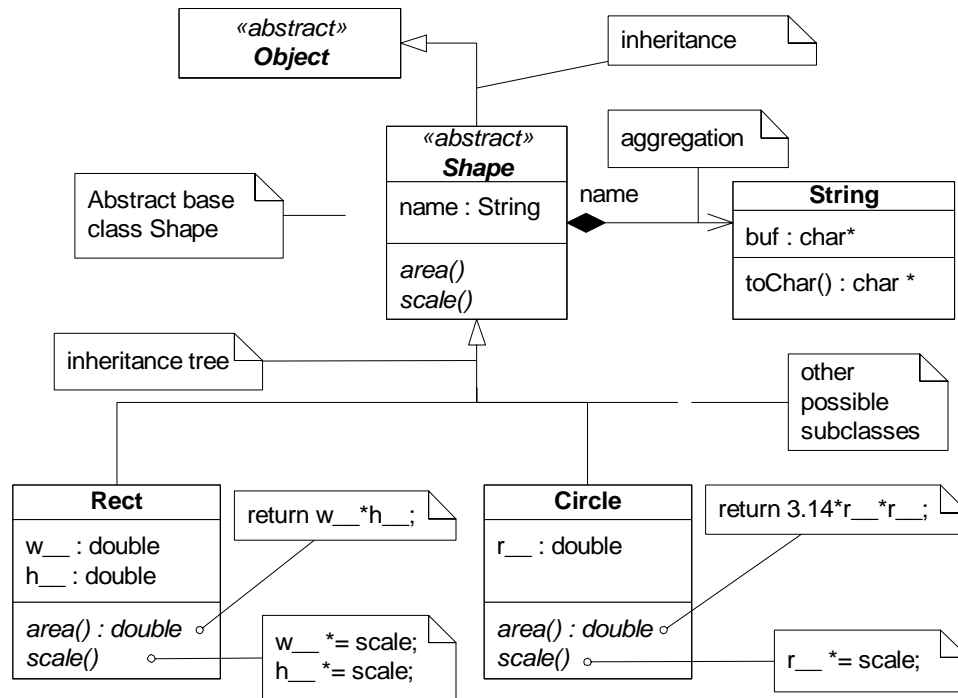 «abstract»
Object
inheritance
«abstract»
Shape
name : String
area()
scale()
Abstract base
class Shape
aggregation
name
String
buf : char*
toChar() : char *
inheritance tree
other
possible
subclasses
Rect
w__ : double
h__ : double
area() : double
scale()
return w__*h__;
w__ *= scale;
h__ *= scale;
Circle
r__ : double
area() : double
scale()
return 3.14*r__*r__;
r__ *= scale;